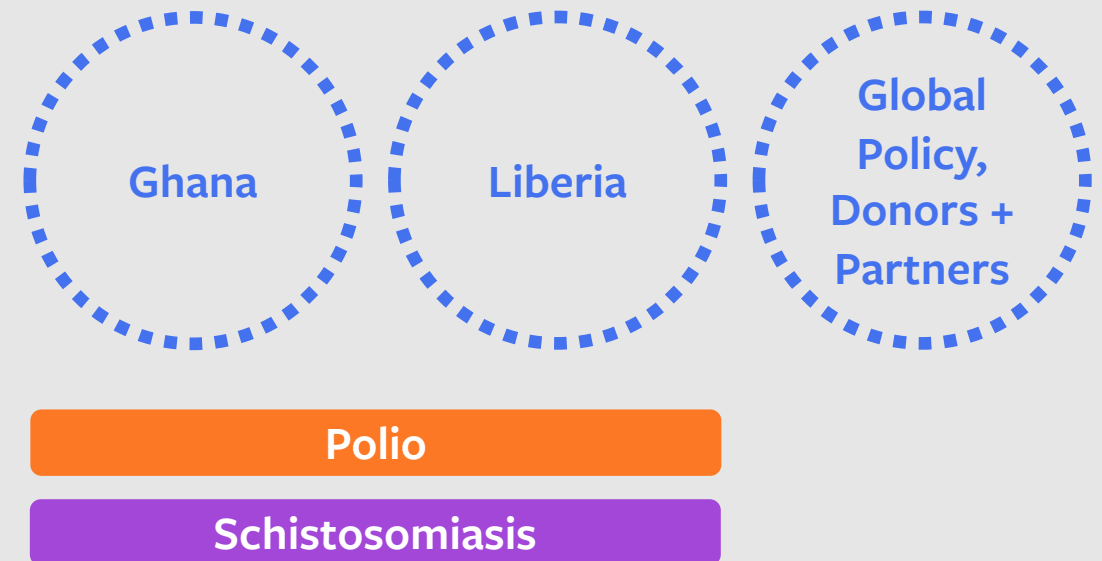 Ghana
Liberia
Global
Policy,
Donors +
Partners
Polio
Schistosomiasis